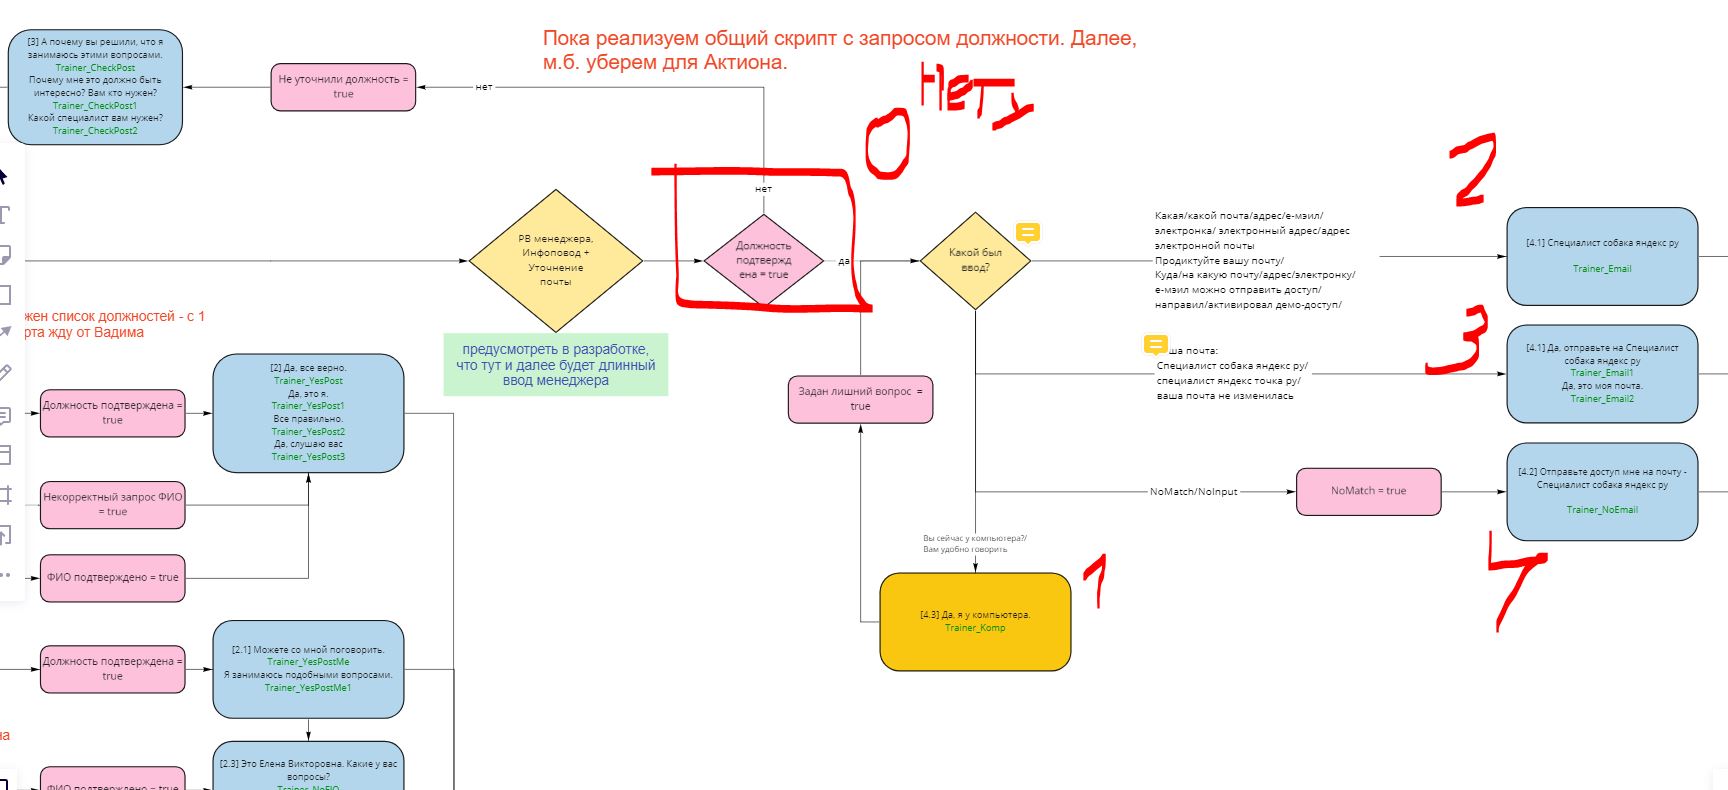 Пока реализуем общий скрипт с запросом должности. Далее,
м.б. уберем для Актиона.
[3] А почему вы решили, что я
занимаюсь этими вопросами.
Trainer_CheckPost
Почему мне это должно быть
интересно? Вам кто нужен?
Trainer_CheckPost1
Какой специалист вам нужен?
Trainer_CheckPost2
Не уточнили должность =
true
нет
0
Нету
нет
РВ менеджера,
Инфоповод +
Уточнение
почты
Должность
подтвержд
ена = true
да
Какой был
ввод?
Какая/какой почта/адрес/е-мэил/
электронка/ электронный адрес/адрес
электронной почты
Продиктуйте вашу почту/
Куда/на какую почту/адрес/электронку/
е-мэил можно отправить доступ/
направил/активировал демо-доступ/
2
[4.1] Специалист собака яндекс ру
Trainer_Email
предусмотреть в разработке,
что тут и далее будет длинный
ввод менеджера
жен список должностей - с 1
рта жду от Вадима
ша почта:
Специалист собака яндекс ру/
специалист яндекс точка ру/
ваша почта не изменилась
3
[4.1] Да, отправьте на Специалист
собака яндекс ру
Trainer_Email1
Да, это моя почта.
Trainer_Email2
Задан лишний вопрос =
true
Должность подтверждена =
true
[2] Да, все верно.
Trainer_YesPost
Да, это я.
Trainer_YesPost1
Все правильно.
Trainer_YesPost2
Да, слушаю вас
Trainer_YesPost3
Некорректный запрос ФИО
= true
ФИО подтверждено = true
NoMatch/NoInput
NoMatch = true
[4.2] Отправьте доступ мне на почту -
Специалист собака яндекс ру
Trainer_NoEmail
Вы сейчас у компьютера?/
Вам удобно говорить
1
[4.3] Да, я у компьютера.
Trainer_Komp
Должность подтверждена =
true
[2.1] Можете со мной поговорить.
Trainer_YesPostMe
Я занимаюсь подобными вопросами.
Trainer_YesPostMe1
на
ФИО подтверждено = true
[2.3] Это Елена Викторовна. Какие у вас
вопросы?
Trainer_NoFIO